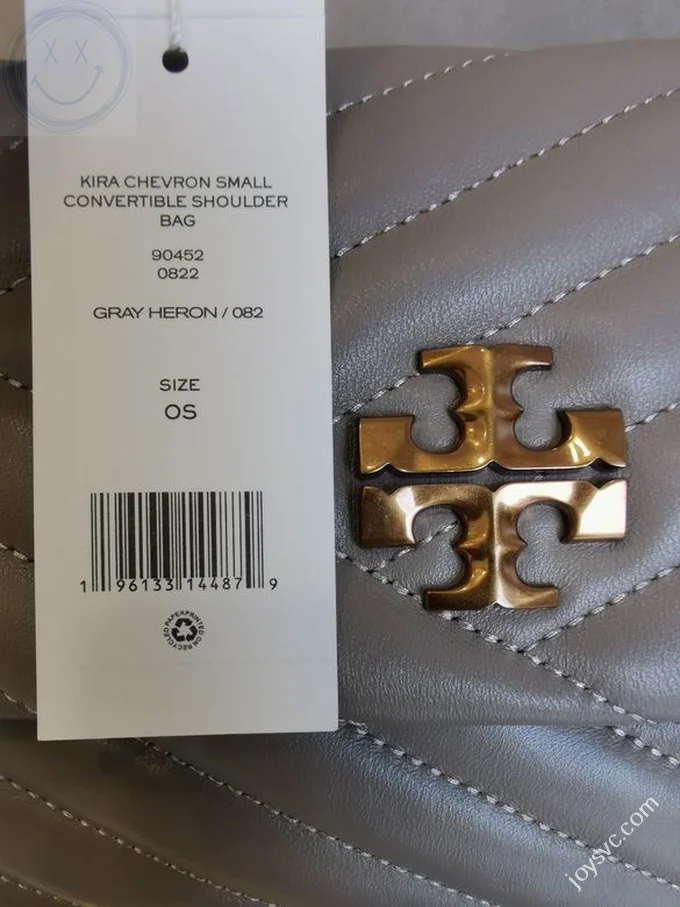 KIRA CHEVRON SMALL
CONVERTIBLE SHOULDER
BAG
90452
0822
GRAY HERON / 082
SIZE
OS
1 96133 14487 9
PAPER PRINTED ON RECYCLED
joysvc.com